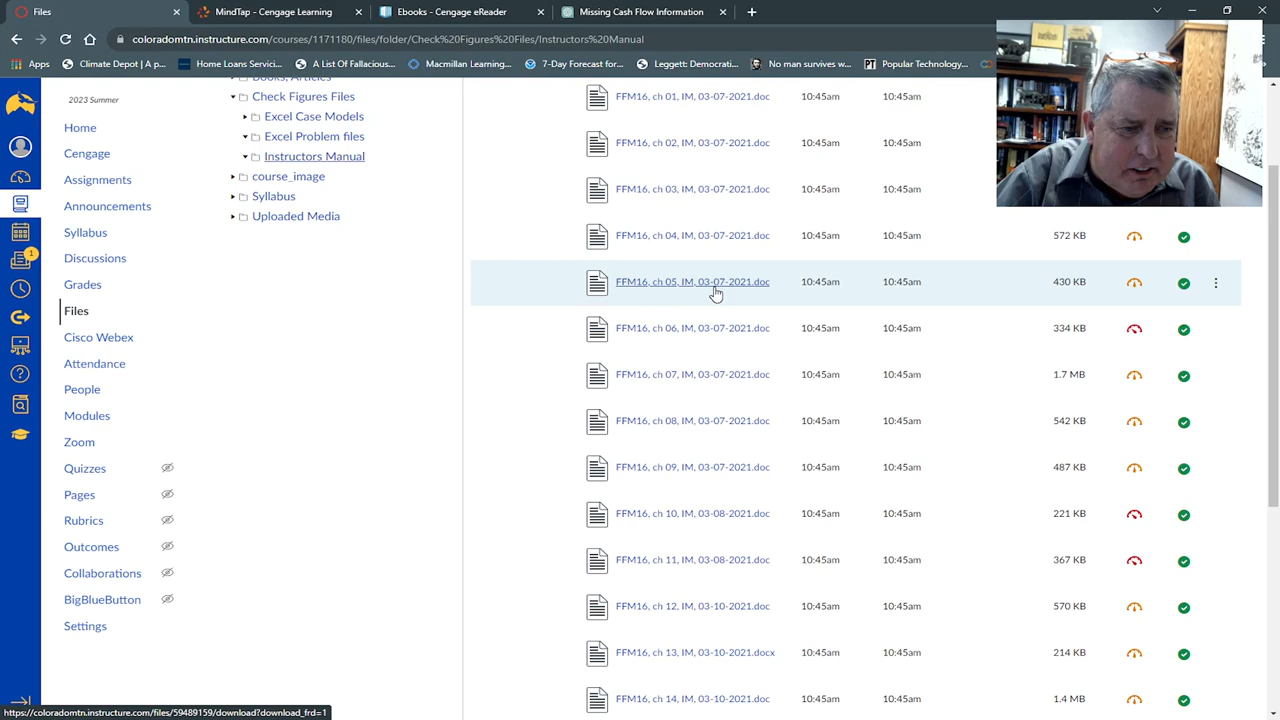 Files
MindTap - Cengage Learning
Ebcks - Cengage Learning
Missing Cash Flow Information
coloradomtn.instructure.com/course
/Instructors%20Manual
Apps
Climate Depot | A p...
Home Loans Servic...
A List Of Fallacious...
Macmillan Learning...
7-Day Forecast for...
Leggett Democrati...
No man survives w...
Popular Technology...
2023 Summer
Home
Cengage
Assignments
Announcements
Syllabus
Discussions
Grades
Files
Cisco Webex
Attendance
People
Modules
Zoom
Quizzes
Pages
Rubrics
Outcomes
Collaborations
BigBlueButton
Settings
1
Books, Articles
Check Figures Files
Excel Case Models
Excel Problem files
Instructors Manual
course_image
Syllabus
Uploaded Media
FFM16, ch 01, IM, 03-07-2021.doc 10:45am 10:45am
FFM16, ch 02, IM, 03-07-2021.doc 10:45am 10:45am
FFM16, ch 03, IM, 03-07-2021.doc 10:45am 10:45am
FFM16, ch 04, IM, 03-07-2021.doc 10:45am 10:45am 572 KB
FFM16, ch 05, IM, 03-07-2021.doc 10:45am 10:45am 430 KB
FFM16, ch 06, IM, 03-07-2021.doc 10:45am 10:45am 334 KB
FFM16, ch 07, IM, 03-07-2021.doc 10:45am 10:45am 1.7 MB
FFM16, ch 08, IM, 03-07-2021.doc 10:45am 10:45am 542 KB
FFM16, ch 09, IM, 03-07-2021.doc 10:45am 10:45am 487 KB
FFM16, ch 10, IM, 03-08-2021.doc 10:45am 10:45am 221 KB
FFM16, ch 11, IM, 03-08-2021.doc 10:45am 10:45am 367 KB
FFM16, ch 12, IM, 03-10-2021.doc 10:45am 10:45am 570 KB
FFM16, ch 13, IM, 03-10-2021.docx 10:45am 10:45am 214 KB
FFM16, ch 14, IM, 03-10-2021.doc 10:45am 10:45am 1.4 MB
https://coloradomtn.instructure.com/files/59489159/download?download_frd=1